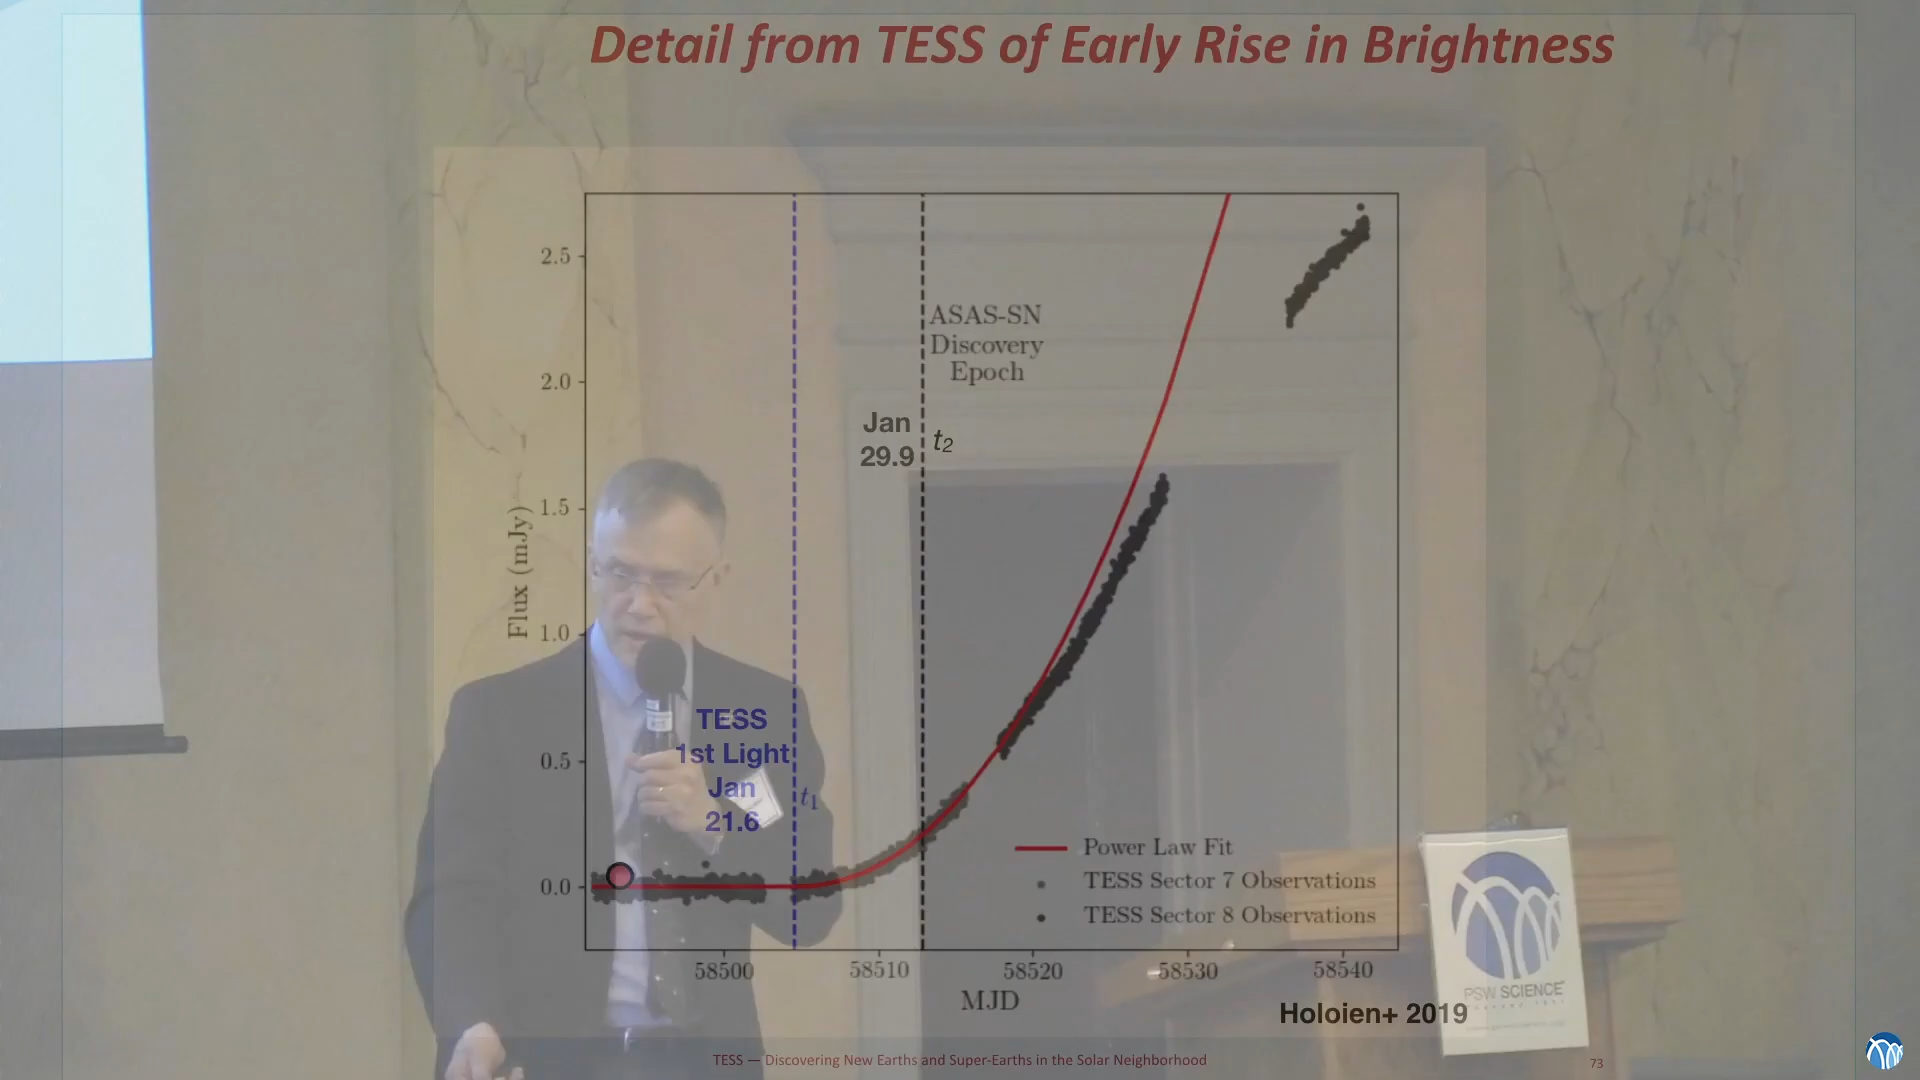 Detail from TESS of Early Rise in Brightness
2.5
2.0
1.5
1.0
0.5
0.0
Flux (mJy)
ASAS-SN
Discovery
Epoch
Jan
29.9
t2
TESS
1st Light
Jan
21.6
t1
Power Law Fit
TESS Sector 7 Observations
TESS Sector 8 Observations
58500
58510
58520
58530
58540
MJD
Holoien+ 2019
PSW SCIENCE
TESS — Discovering New Earths and Super-Earths in the Solar Neighborhood
73